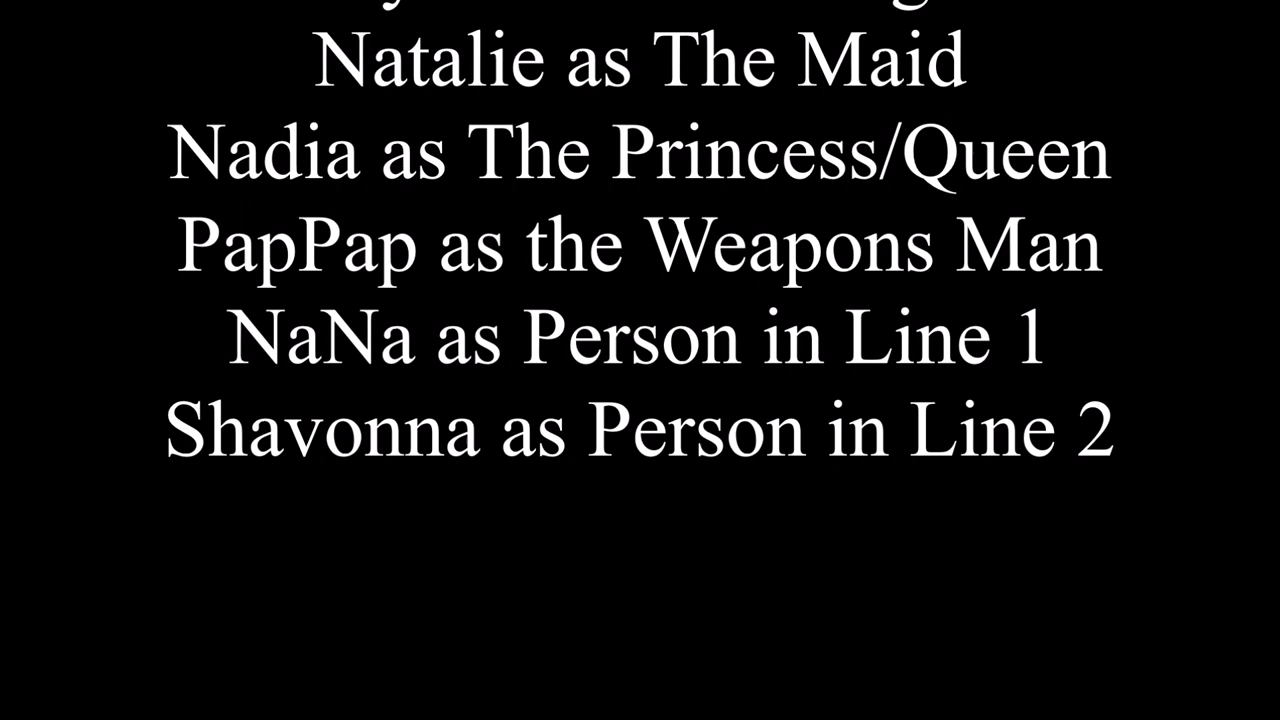 Natalie as The Maid
Nadia as The Princess/Queen
PapPap as the Weapons Man
NaNa as Person in Line 1
Shavonna as Person in Line 2